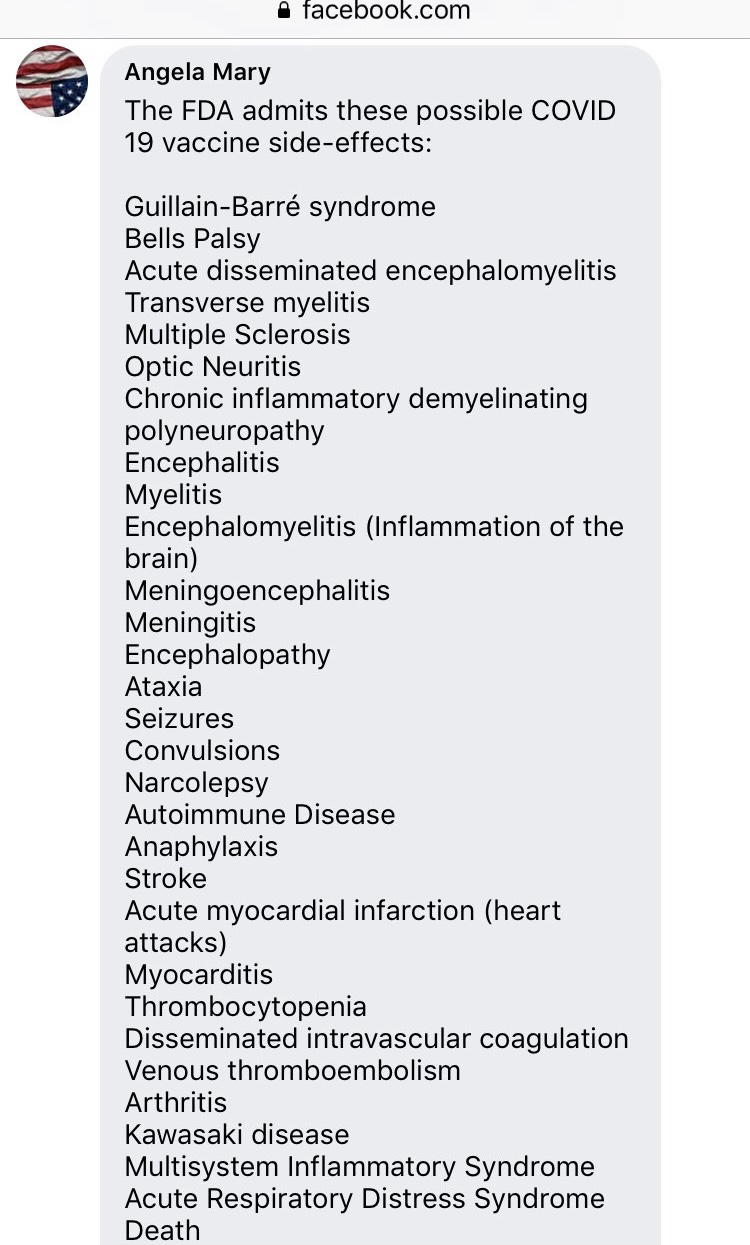 facebook.com
Angela Mary
The FDA admits these possible COVID
19 vaccine side-effects:
Guillain-Barré syndrome
Bells Palsy
Acute disseminated encephalomyelitis
Transverse myelitis
Multiple Sclerosis
Optic Neuritis
Chronic inflammatory demyelinating
polyneuropathy
Encephalitis
Myelitis
Encephalomyelitis (Inflammation of the
brain)
Meningoencephalitis
Meningitis
Encephalopathy
Ataxia
Seizures
Convulsions
Narcolepsy
Autoimmune Disease
Anaphylaxis
Stroke
Acute myocardial infarction (heart
attacks)
Myocarditis
Thrombocytopenia
Disseminated intravascular coagulation
Venous thromboembolism
Arthritis
Kawasaki disease
Multisystem Inflammatory Syndrome
Acute Respiratory Distress Syndrome
Death